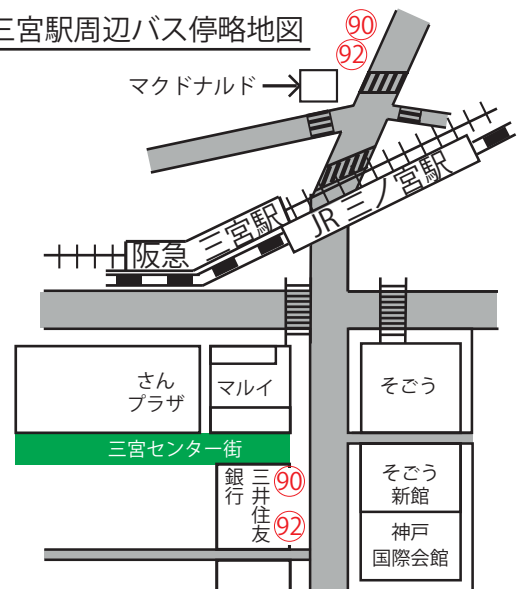 三宮駅周辺バス停略地図
90
92
マクドナルド
阪急 三宮駅
JR三ノ宮駅
さん
プラザ
マルイ
そごう
三宮センター街
三井住友
銀行
90
92
そごう
新館
神戸
国際会館